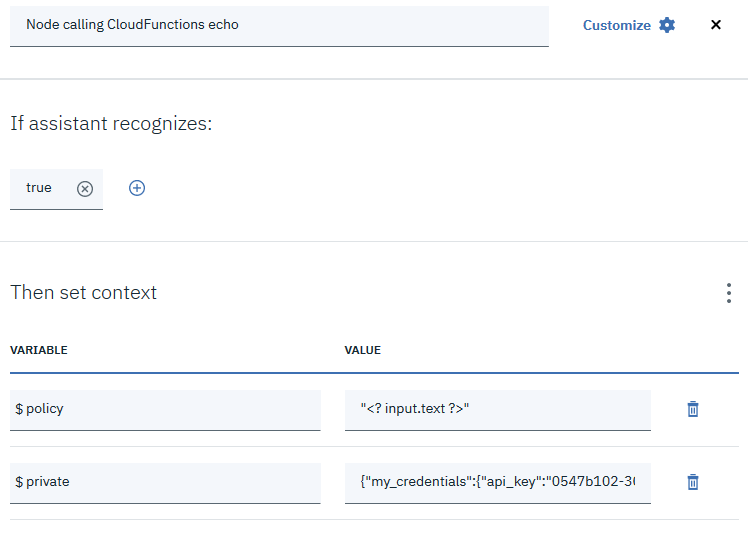 Node calling CloudFunctions echo
Customize
If assistant recognizes:
true
Then set context
VARIABLE VALUE
$ policy "<? input.text ?>"
$ private {"my_credentials":{"api_key":"0547b102-3